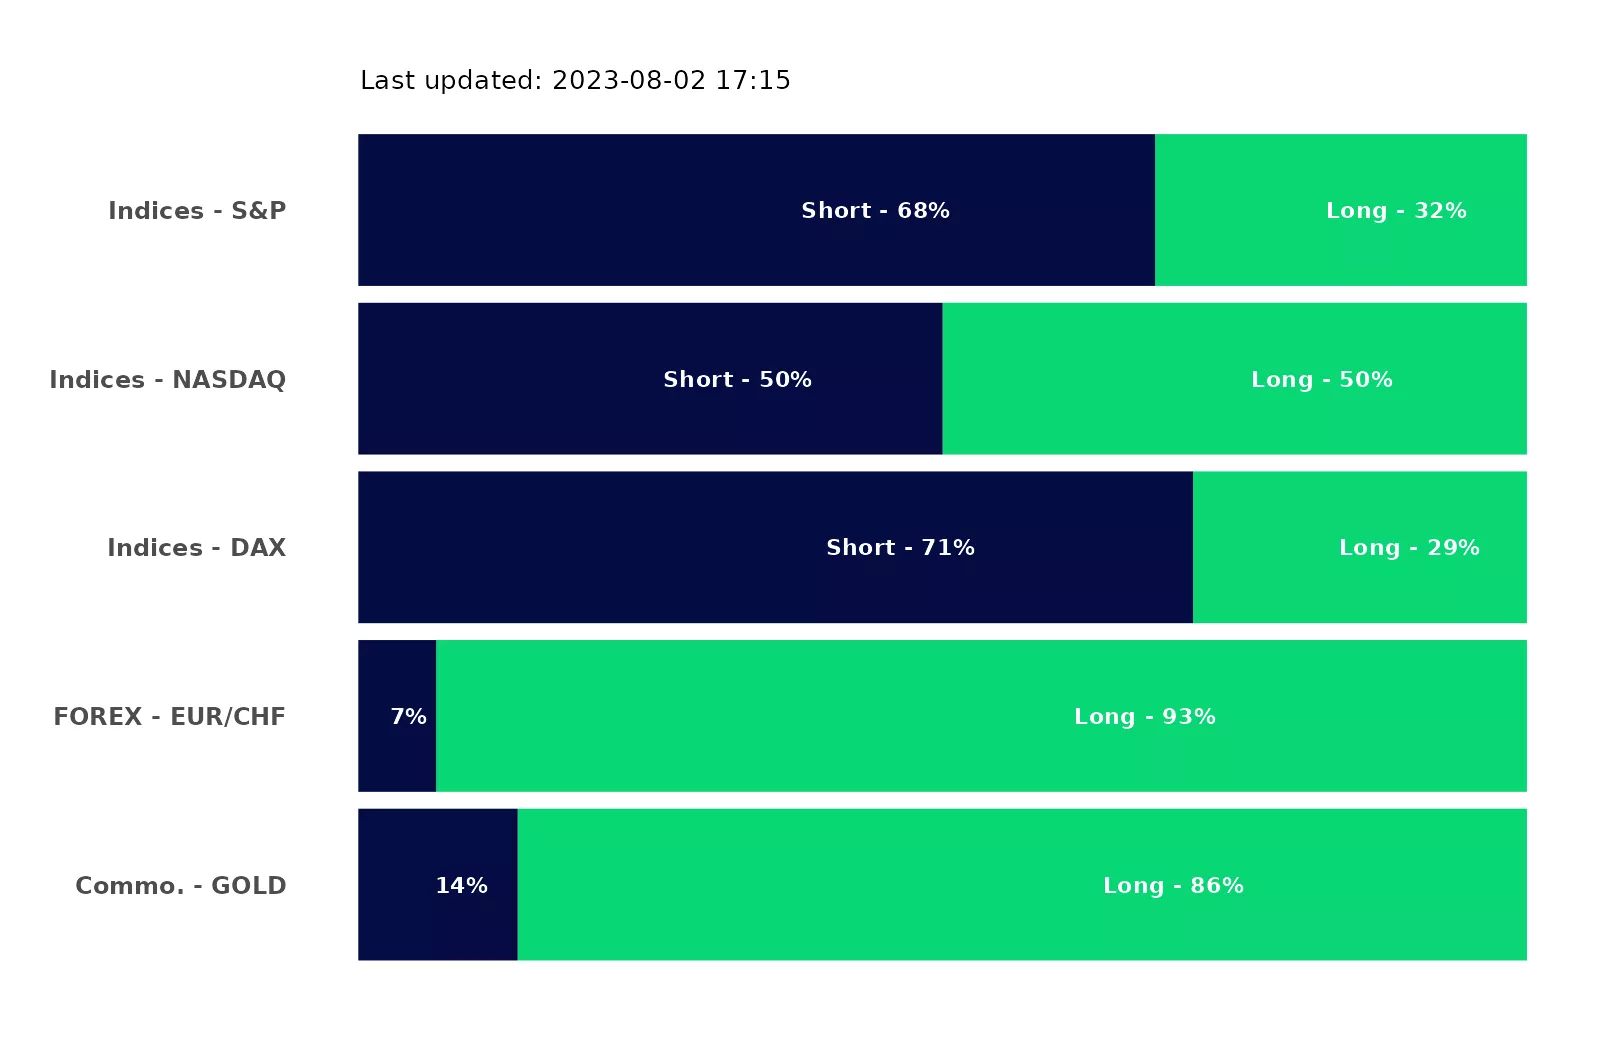 Last updated: 2023-08-02 17:15
Indices - S&P Short - 68% Long - 32%
Indices - NASDAQ Short - 50% Long - 50%
Indices - DAX Short - 71% Long - 29%
FOREX - EUR/CHF 7% Long - 93%
Commo. - GOLD 14% Long - 86%